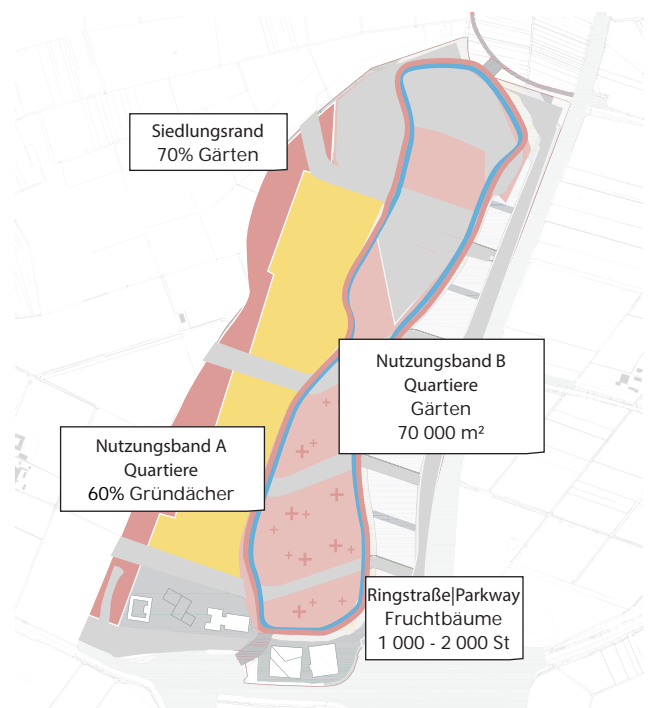 Siedlungsrand
70% Gärten
Nutzungsband B
Quartiere
Gärten
70 000 m²
Nutzungsband A
Quartiere
60% Gründächer
Ringstraße|Parkway
Fruchtbäume
1 000 - 2 000 St